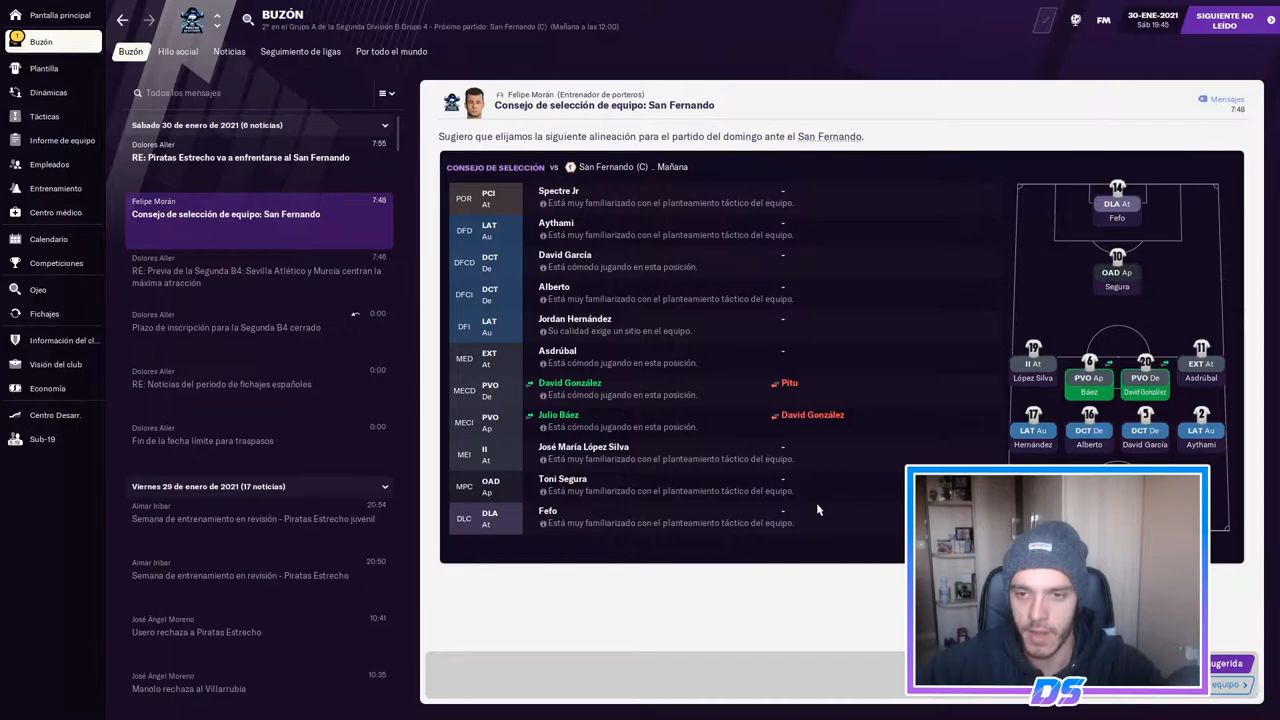 Pantalla principal
1
Buzón
Plantilla
Dinámicas
Tácticas
Informe de equipo
Empleados
Entrenamiento
Centro médico
Calendario
Competiciones
Ojeo
Fichajes
Información del cl...
Visión del club
Economía
Centro Desarr.
Sub-19
BUZÓN
2º en el Grupo A de la Segunda División B Grupo 4 - Próximo partido: San Fernando (C) (Mañana a las 12:00)
FM
30-ENE-2021
Sáb 19:45
SIGUIENTE NO LEÍDO
Buzón
Hilo social
Noticias
Seguimiento de ligas
Por todo el mundo
Todos los mensajes
Sábado 30 de enero de 2021 (6 noticias)
Dolores Aller 7:55
RE: Piratas Estrecho va a enfrentarse al San Fernando
Felipe Morán 7:48
Consejo de selección de equipo: San Fernando
Dolores Aller 7:46
RE: Previa de la Segunda B4: Sevilla Atlético y Murcia centran la
máxima atracción
Dolores Aller 0:00
Plazo de inscripción para la Segunda B4 cerrado
Dolores Aller 0:00
RE: Noticias del periodo de fichajes españoles
Dolores Aller 0:00
Fin de la fecha límite para traspasos
Viernes 29 de enero de 2021 (17 noticias)
Aimar Iribar 20:54
Semana de entrenamiento en revisión - Piratas Estrecho juvenil
Aimar Iribar 20:50
Semana de entrenamiento en revisión - Piratas Estrecho
José Ángel Moreno 10:41
Usero rechaza a Piratas Estrecho
José Ángel Moreno 10:35
Manolo rechaza al Villarrubia
Felipe Morán (Entrenador de porteros)
Consejo de selección de equipo: San Fernando
Mensajes
7:48
Sugiero que elijamos la siguiente alineación para el partido del domingo ante el San Fernando.
CONSEJO DE SELECCIÓN vs San Fernando (C) .. Mañana
POR PCI At Spectre Jr -
Está muy familiarizado con el planteamiento táctico del equipo.
DFD LAT Au Aythami -
Está muy familiarizado con el planteamiento táctico del equipo.
DFCD DCT De David García -
Está cómodo jugando en esta posición.
DFCI DCT De Alberto -
Está muy familiarizado con el planteamiento táctico del equipo.
DFI LAT Au Jordan Hernández -
Su calidad exige un sitio en el equipo.
MED EXT At Asdrúbal -
Está cómodo jugando en esta posición.
MECD PVO De David González Pitu
Está cómodo jugando en esta posición.
MECI PVO Ap Julio Báez David González
Está cómodo jugando en esta posición.
MEI II At José María López Silva -
Está muy familiarizado con el planteamiento táctico del equipo.
MPC OAD Ap Toni Segura -
Está muy familiarizado con el planteamiento táctico del equipo.
DLC DLA At Fefo -
Está muy familiarizado con el planteamiento táctico del equipo.
14
DLA At
Fefo
10
OAD Ap
Segura
19 6 20 11
II At PVO Ap PVO De EXT At
López Silva Báez David González Asdrúbal
17 16 5 2
LAT Au DCT De DCT De LAT Au
Hernández Alberto David García Aythami
ugerida
equipo
DS